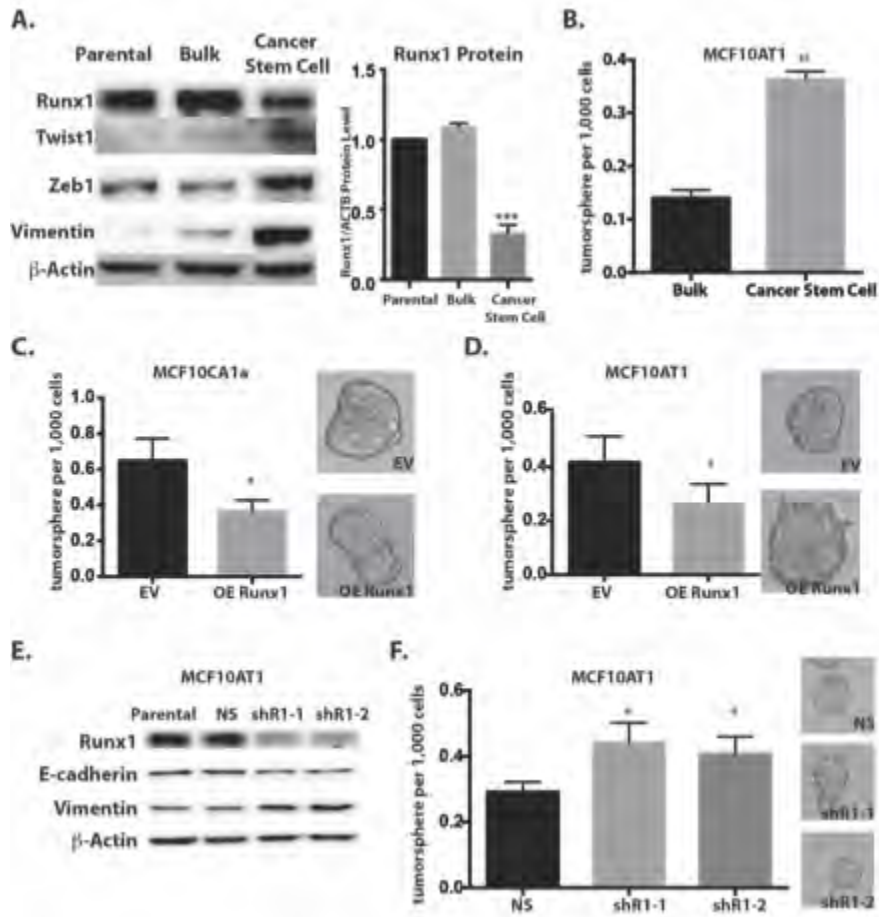 A.
Parental Bulk Cancer
Stem Cell
Runx1
Twist1
Zeb1
Vimentin
β-Actin
Runx1 Protein
Runx1/ACTB Protein Level
1.5
1.0
0.5
0.0
***
Parental Bulk Cancer
Stem Cell
B.
MCF10AT1
tumorsphere per 1,000 cells
0.4
0.3
0.2
0.1
0.0
Bulk Cancer Stem Cell
C.
MCF10CA1a
tumorsphere per 1,000 cells
1.0
0.8
0.6
0.4
0.2
0.0
EV OE Runx1
EV
OE Runx1
D.
MCF10AT1
tumorsphere per 1,000 cells
0.6
0.4
0.2
0.0
EV OE Runx1
EV
OE Runx1
E.
MCF10AT1
Parental NS shR1-1 shR1-2
Runx1
E-cadherin
Vimentin
β-Actin
F.
MCF10AT1
tumorsphere per 1,000 cells
0.6
0.4
0.2
0.0
NS shR1-1 shR1-2
NS
shR1-1
shR1-2